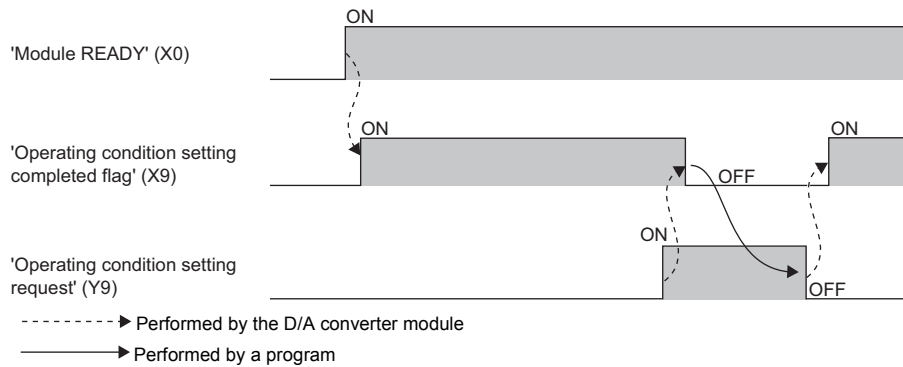 ON
'Module READY' (X0)
ON
ON
'Operating condition setting
completed flag' (X9)
OFF
ON
'Operating condition setting
request' (Y9)
OFF
Performed by the D/A converter module
Performed by a program